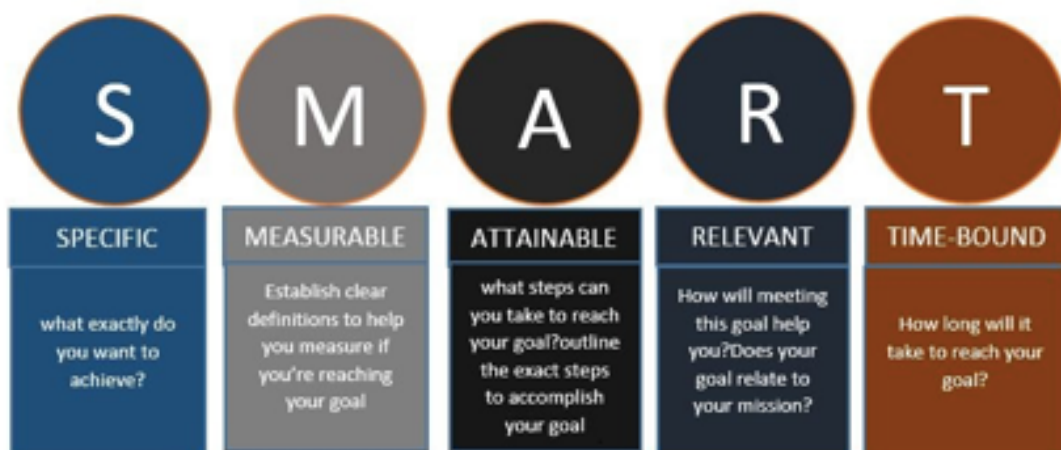 S
M
A
R
T
SPECIFIC
what exactly do
you want to
achieve?
MEASURABLE
Establish clear
definitions to help
you measure if
you're reaching
your goal
ATTAINABLE
what steps can
you take to reach
your goal?outline
the exact steps
to accomplish
your goal
RELEVANT
How will meeting
this goal help
you?Does your
goal relate to
your mission?
TIME-BOUND
How long will it
take to reach your
goal?